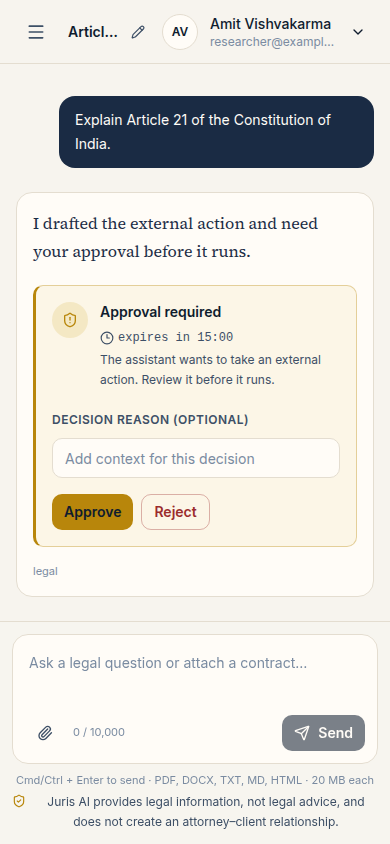 Articl...
AV
Amit Vishvakarma
researcher@exampl...
Explain Article 21 of the Constitution of
India.
I drafted the external action and need
your approval before it runs.
Approval required
expires in 15:00
The assistant wants to take an external
action. Review it before it runs.
DECISION REASON (OPTIONAL)
Add context for this decision
Approve
Reject
legal
Ask a legal question or attach a contract...
0 / 10,000
Send
Cmd/Ctrl + Enter to send · PDF, DOCX, TXT, MD, HTML · 20 MB each
Juris AI provides legal information, not legal advice, and
does not create an attorney–client relationship.